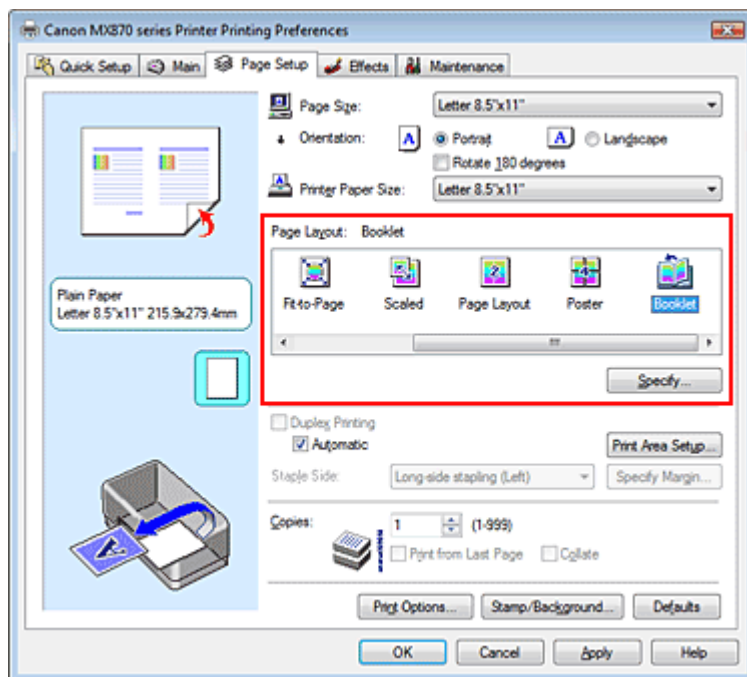 Canon MX870 series Printer Printing Preferences
Quick Setup Main Page Setup Effects Maintenance
Page Size: Letter 8.5"x11"
Orientation: A Portrait A Landscape
Rotate 180 degrees
Printer Paper Size: Letter 8.5"x11"
Page Layout: Booklet
Fit-to-Page Scaled Page Layout Poster Booklet
Specify...
Plain Paper
Letter 8.5"x11" 215.9x279.4mm
Duplex Printing
Automatic Print Area Setup...
Staple Side: Long-side stapling (Left) Specify Margin...
Copies: 1 (1-999)
Print from Last Page Collate
Print Options... Stamp/Background... Defaults
OK Cancel Apply Help